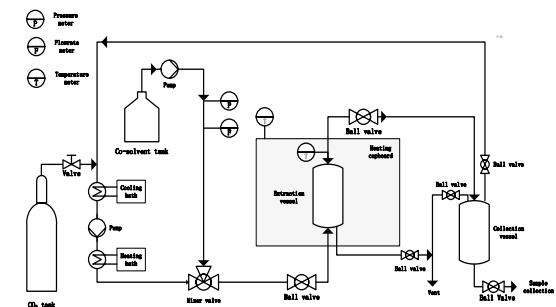 Pressure
meter
P
Flowrate
meter
P
Temperature
meter
T
Pump
P
P
Co-solvent tank
Valve
Cooling
bath
Pump
Heating
bath
CO₂ tank
Mixer valve
Ball valve
Ball valve
Heating
cupboard
Extraction
vessel
Ball valve
Ball valve
Ball valve
Vent
Collection
vessel
Ball Valve
Sample
collection